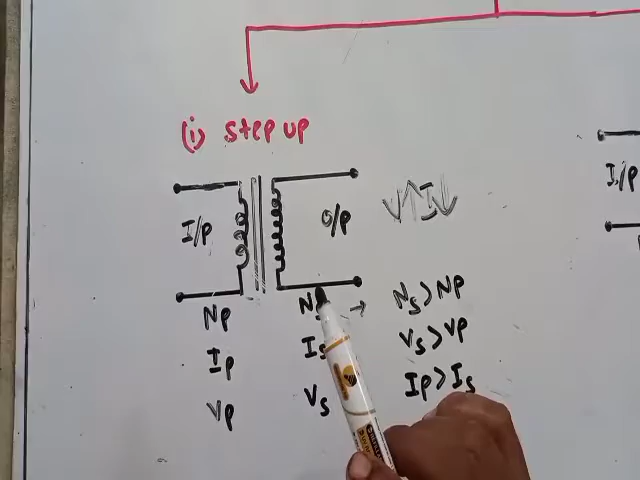 (i) Step up
I/P
O/P
V↑I↓
I/P
Np
Ns → Ns > Np
Ip
Is
Vs > Vp
Vp
Vs
Ip > Is